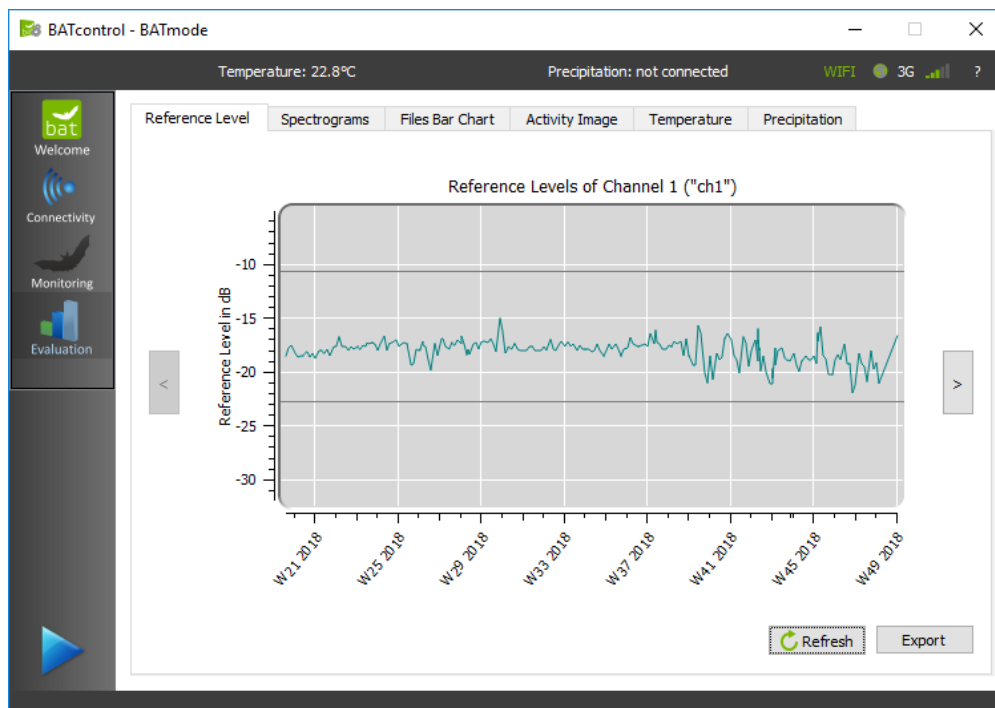 BATcontrol - BATmode
Temperature: 22.8°C Precipitation: not connected WIFI 3G ?
bat
Welcome
Connectivity
Monitoring
Evaluation
Reference Level Spectrograms Files Bar Chart Activity Image Temperature Precipitation
Reference Levels of Channel 1 ("ch1")
Reference Level in dB
-10
-15
-20
-25
-30
W21 2018 W25 2018 W29 2018 W33 2018 W37 2018 W41 2018 W45 2018 W49 2018
<
>
Refresh Export